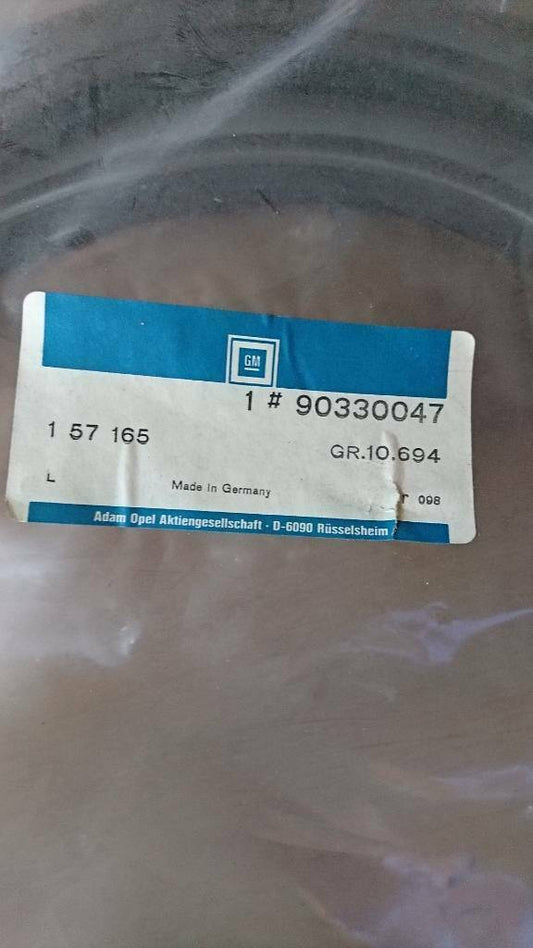 GM
1 # 90330047
1 57 165
GR.10.694
L
Made in Germany
r 098
Adam Opel Aktiengesellschaft · D-6090 Rüsselsheim